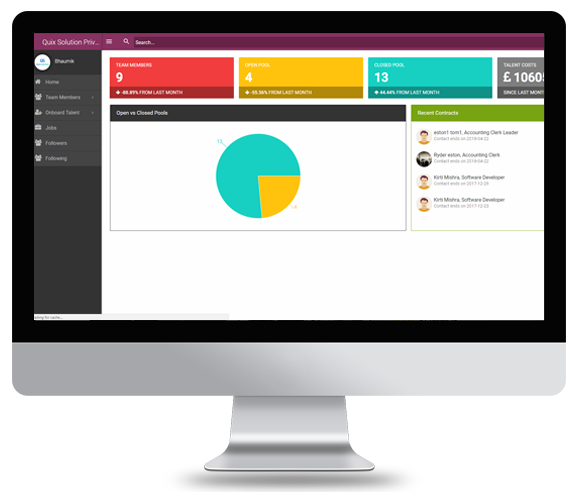 Quix Solution Priv..
Search...
Bhaumik
Home
Team Members
Onboard Talent
Jobs
Followers
Following
TEAM MEMBERS
9
-88.89% FROM LAST MONTH
OPEN POOL
4
-55.56% FROM LAST MONTH
CLOSED POOL
13
44.44% FROM LAST MONTH
TALENT COSTS
£ 10605
SINCE LAST MONT
Open vs Closed Pools
13
4
Recent Contracts
eston1 tom1, Accounting Clerk Leader
Contact ends on 2018-04-22
Ryder eston, Accounting Clerk
Contact ends on 2018-04-22
Kirti Mishra, Software Developer
Contact ends on 2017-12-29
Kirti Mishra, Software Developer
Contact ends on 2017-12-23